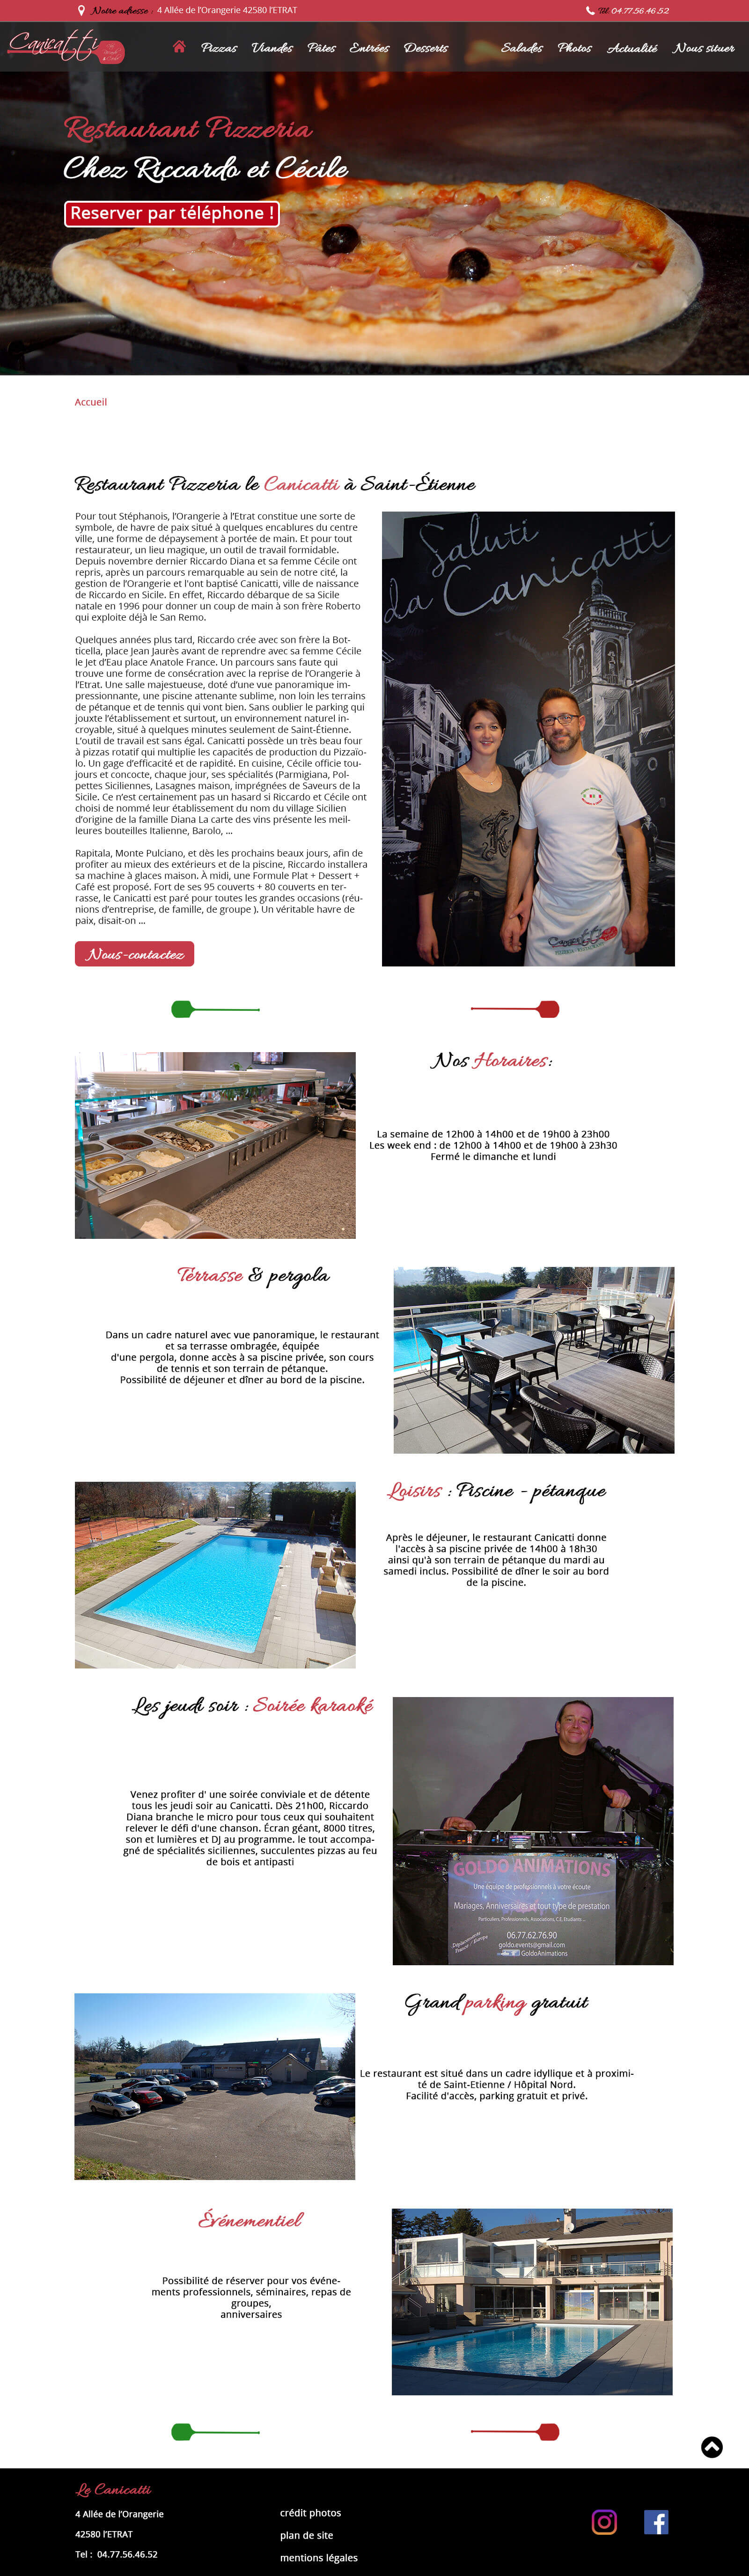 Notre adresse : 4 Allée de l’Orangerie 42580 l’ETRAT
Tél: 04.77.56.46.52
Canicatti
Pizzas Viandes Pâtes Entrées Desserts Salades Photos Actualité Nous situer
Restaurant Pizzeria
Chez Riccardo et Cécile
Reserver par téléphone !
Accueil
Restaurant Pizzeria le Canicatti à Saint-Étienne
Pour tout Stéphanois, l’Orangerie à l’Etrat constitue une sorte de
symbole, de havre de paix situé à quelques encablures du centre
ville, une forme de dépaysement à portée de main. Et pour tout
restaurateur, un lieu magique, un outil de travail formidable.
Depuis novembre dernier Riccardo Diana et sa femme Cécile ont
repris, après un parcours remarquable au sein de notre cité, la
gestion de l’Orangerie et l'ont baptisé Canicatti, ville de naissance
de Riccardo en Sicile. En effet, Riccardo débarque de sa Sicile
natale en 1996 pour donner un coup de main à son frère Roberto
qui exploite déjà le San Remo.
Quelques années plus tard, Riccardo crée avec son frère la Bot-
ticella, place Jean Jaurès avant de reprendre avec sa femme Cécile
le Jet d’Eau place Anatole France. Un parcours sans faute qui
trouve une forme de consécration avec la reprise de l’Orangerie à
l’Etrat. Une salle majestueuse, doté d’une vue panoramique im-
pressionnante, une piscine attenante sublime, non loin les terrains
de pétanque et de tennis qui vont bien. Sans oublier le parking qui
jouxte l’établissement et surtout, un environnement naturel in-
croyable, situé à quelques minutes seulement de Saint-Étienne.
L’outil de travail est sans égal. Canicatti possède un très beau four
à pizzas rotatif qui multiplie les capacités de production du Pizzaïo-
lo. Un gage d’efficacité et de rapidité. En cuisine, Cécile officie tou-
jours et concocte, chaque jour, ses spécialités (Parmigiana, Pol-
pettes Siciliennes, Lasagnes maison, imprégnées de Saveurs de la
Sicile. Ce n’est certainement pas un hasard si Riccardo et Cécile ont
choisi de nommé leur établissement du nom du village Sicilien
d’origine de la famille Diana La carte des vins présente les meil-
leures bouteilles Italienne, Barolo, ...
Rapitala, Monte Pulciano, et dès les prochains beaux jours, afin de
profiter au mieux des extérieurs et de la piscine, Riccardo installera
sa machine à glaces maison. À midi, une Formule Plat + Dessert +
Café est proposé. Fort de ses 95 couverts + 80 couverts en ter-
rasse, le Canicatti est paré pour toutes les grandes occasions (réu-
nions d’entreprise, de famille, de groupe ). Un véritable havre de
paix, disait-on ...
Saluti
da Canicatti
Canicatti
Nous-contactez
Nos Horaires:
La semaine de 12h00 à 14h00 et de 19h00 à 23h00
Les week end : de 12h00 à 14h00 et de 19h00 à 23h30
Fermé le dimanche et lundi
Terrasse & pergola
Dans un cadre naturel avec vue panoramique, le restaurant
et sa terrasse ombragée, équipée
d'une pergola, donne accès à sa piscine privée, son cours
de tennis et son terrain de pétanque.
Possibilité de déjeuner et dîner au bord de la piscine.
Loisirs : Piscine - pétanque
Après le déjeuner, le restaurant Canicatti donne
l'accès à sa piscine privée de 14h00 à 18h30
ainsi qu'à son terrain de pétanque du mardi au
samedi inclus. Possibilité de dîner le soir au bord
de la piscine.
Les jeudi soir : Soirée karaoké
Venez profiter d' une soirée conviviale et de détente
tous les jeudi soir au Canicatti. Dès 21h00, Riccardo
Diana branche le micro pour tous ceux qui souhaitent
relever le défi d'une chanson. Écran géant, 8000 titres,
son et lumières et DJ au programme. le tout accompa-
gné de spécialités siciliennes, succulentes pizzas au feu
de bois et antipasti
GOLDO ANIMATIONS
Une équipe de professionnels à votre écoute
Mariages, Anniversaires et tout type de prestation
Particuliers, Professionnels, Associations, C.E, Etudiants ...
06.77.62.76.90
goldo.events@gmail.com
GoldoAnimations
Déplacements
France / Europe
Grand parking gratuit
Le restaurant est situé dans un cadre idyllique et à proximi-
té de Saint-Etienne / Hôpital Nord.
Facilité d'accès, parking gratuit et privé.
Événementiel
Possibilité de réserver pour vos événe-
ments professionnels, séminaires, repas de
groupes,
anniversaires
Le Canicatti
4 Allée de l’Orangerie
42580 l’ETRAT
Tel : 04.77.56.46.52
crédit photos
plan de site
mentions légales